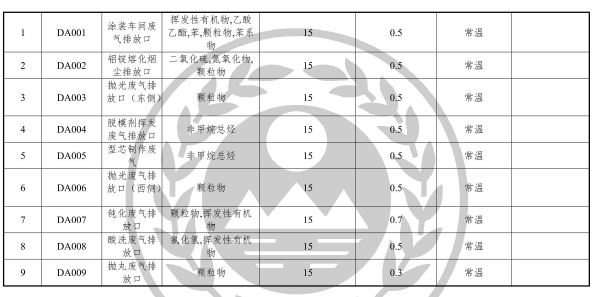 1 DA001 涂装车间废气排放口 挥发性有机物,乙酸乙酯,苯,颗粒物,苯系物 15 0.5 常温
2 DA002 铝锭熔化烟尘排放口 二氧化硫,氮氧化物,颗粒物 15 0.5 常温
3 DA003 抛光废气排放口（东侧） 颗粒物 15 0.5 常温
4 DA004 脱模剂挥发废气排放口 非甲烷总烃 15 0.5 常温
5 DA005 型芯制作废气 非甲烷总烃 15 0.5 常温
6 DA006 抛光废气排放口（西侧） 颗粒物 15 0.5 常温
7 DA007 钝化废气排放口 颗粒物,挥发性有机物 15 0.7 常温
8 DA008 酸洗废气排放口 氯化氢,挥发性有机物 15 0.5 常温
9 DA009 抛丸废气排放口 颗粒物 15 0.3 常温